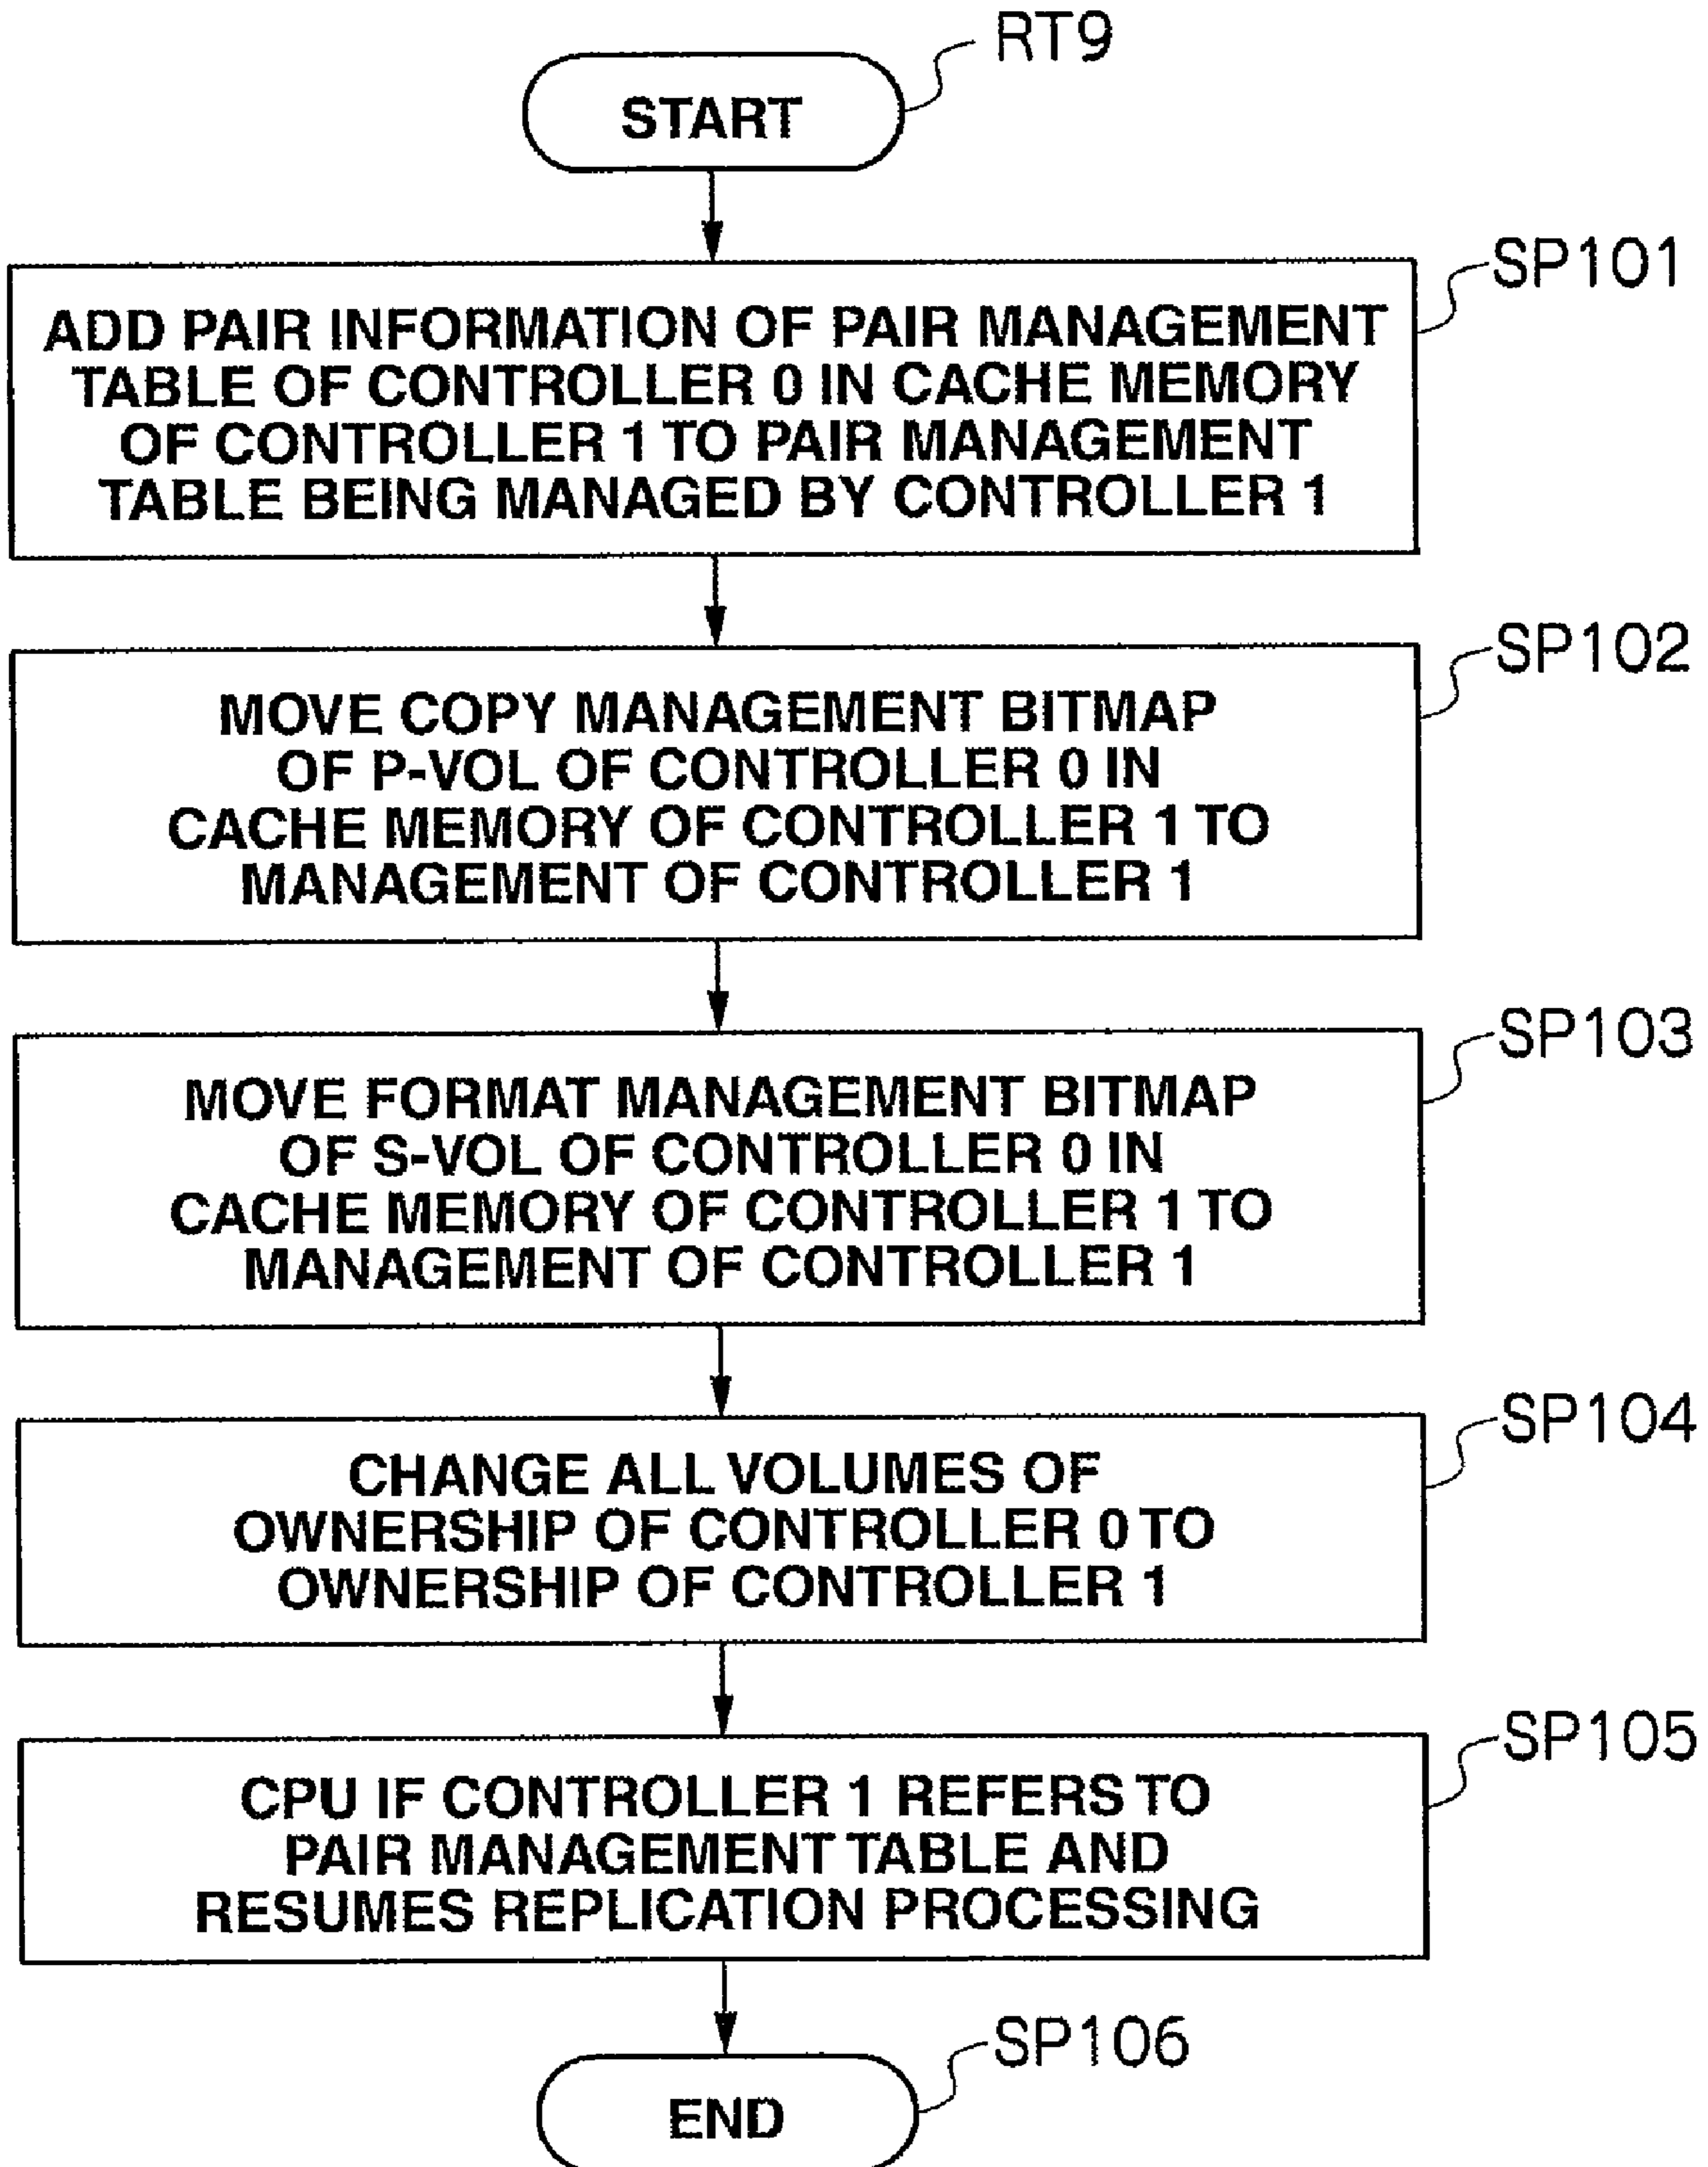 RT9
START
SP101
ADD PAIR INFORMATION OF PAIR MANAGEMENT
TABLE OF CONTROLLER 0 IN CACHE MEMORY
OF CONTROLLER 1 TO PAIR MANAGEMENT
TABLE BEING MANAGED BY CONTROLLER 1
SP102
MOVE COPY MANAGEMENT BITMAP
OF P-VOL OF CONTROLLER 0 IN
CACHE MEMORY OF CONTROLLER 1 TO
MANAGEMENT OF CONTROLLER 1
SP103
MOVE FORMAT MANAGEMENT BITMAP
OF S-VOL OF CONTROLLER 0 IN
CACHE MEMORY OF CONTROLLER 1 TO
MANAGEMENT OF CONTROLLER 1
SP104
CHANGE ALL VOLUMES OF
OWNERSHIP OF CONTROLLER 0 TO
OWNERSHIP OF CONTROLLER 1
SP105
CPU IF CONTROLLER 1 REFERS TO
PAIR MANAGEMENT TABLE AND
RESUMES REPLICATION PROCESSING
SP106
END